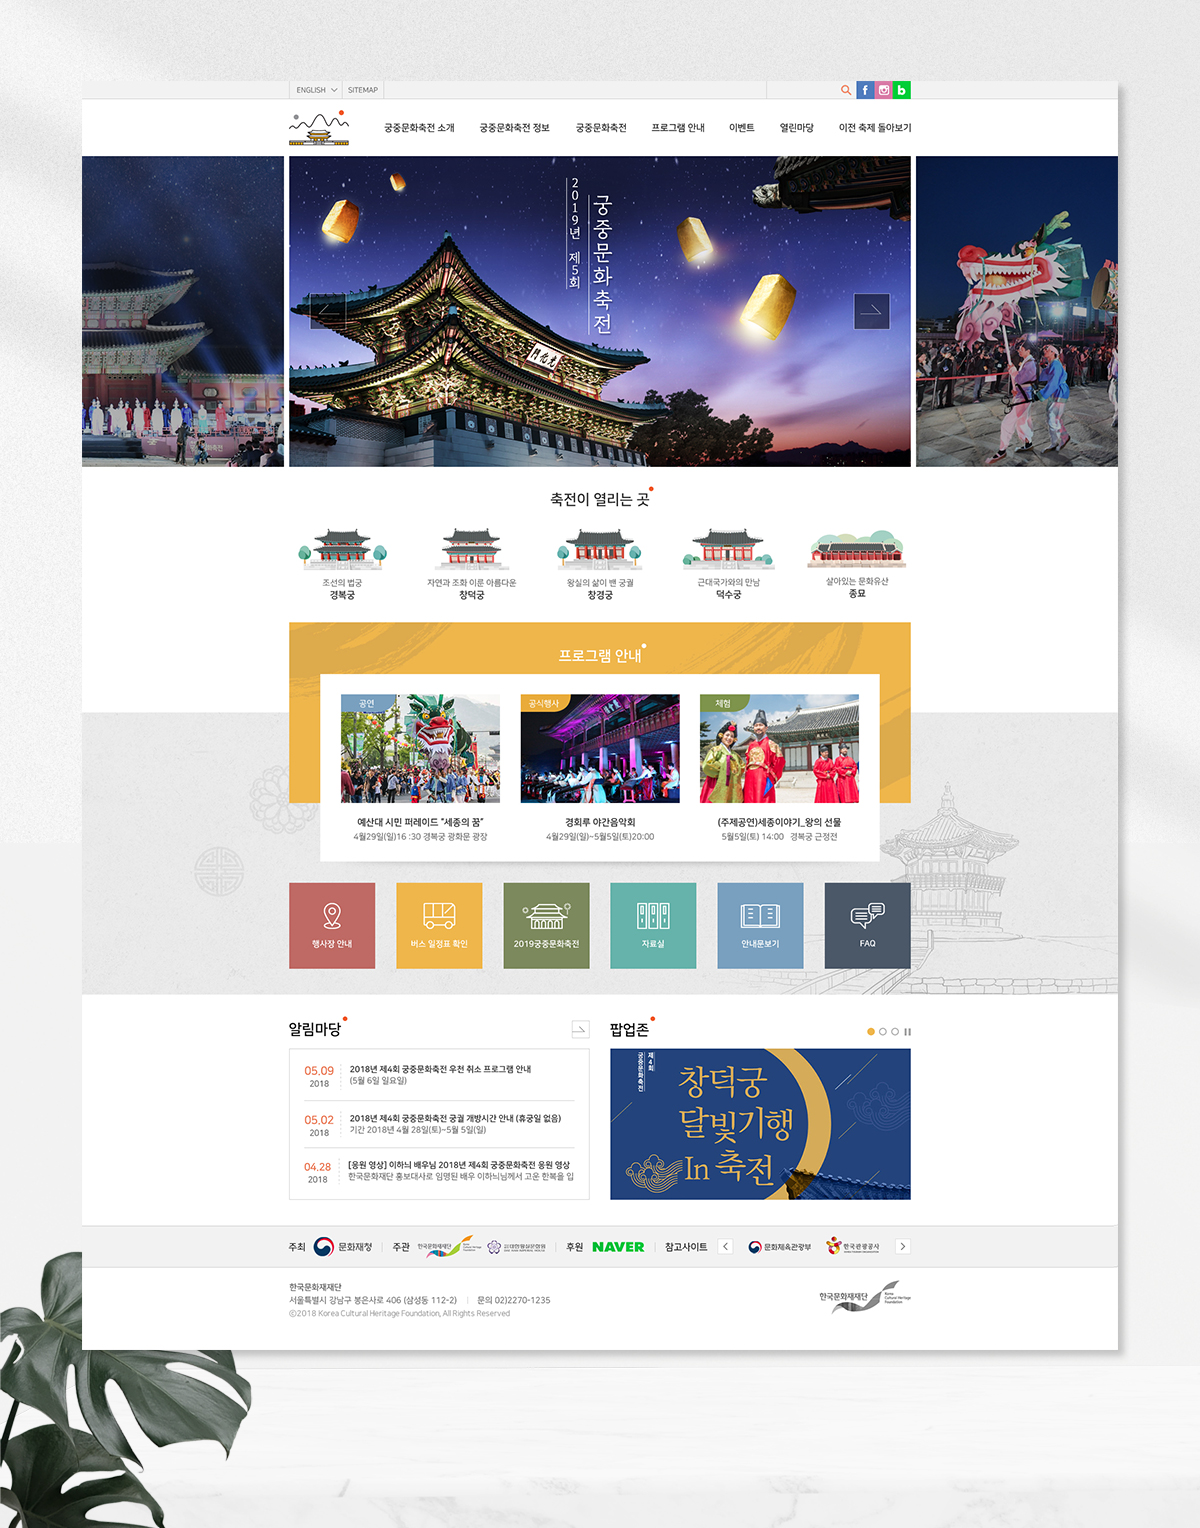 ENGLISH SITEMAP
궁중문화축전 소개 궁중문화축전 정보 궁중문화축전 프로그램 안내 이벤트 열린마당 이전 축제 돌아보기
2019년 제5회
궁중문화축전
축전이 열리는 곳
조선의 법궁
경복궁
자연과 조화 이룬 아름다운
창덕궁
왕실의 삶이 밴 궁궐
창경궁
근대국가와의 만남
덕수궁
살아있는 문화유산
종묘
프로그램 안내
공연
예산대 시민 퍼레이드 “세종의 꿈”
4월29일(일)16 :30 경복궁 광화문 광장
공식행사
경회루 야간음악회
4월29일(일)~5월5일(토)20:00
체험
(주제공연)세종이야기_왕의 선물
5월5일(토) 14:00 경복궁 근정전
행사장 안내
버스 일정표 확인
2019궁중문화축전
자료실
안내문보기
FAQ
알림마당
05.09
2018
2018년 제4회 궁중문화축전 우천 취소 프로그램 안내
(5월 6일 일요일)
05.02
2018
2018년 제4회 궁중문화축전 궁궐 개방시간 안내 (휴궁일 없음)
기간 2018년 4월 28일(토)~5월 5일(일)
04.28
2018
[응원 영상] 이하늬 배우님 2018년 제4회 궁중문화축전 응원 영상
한국문화재재단 홍보대사로 임명된 배우 이하늬님께서 고운 한복을 입
팝업존
제4회
궁중문화축전
창덕궁
달빛기행
In 축전
주최 문화재청 주관 한국문화재재단 후원 NAVER 참고사이트 문화체육관광부 한국관광공사
한국문화재재단
서울특별시 강남구 봉은사로 406 (삼성동 112-2) 문의 02)2270-1235
©2018 Korea Cultural Heritage Foundation, All Rights Reserved
한국문화재재단
Korea
Cultural Heritage
Foundation